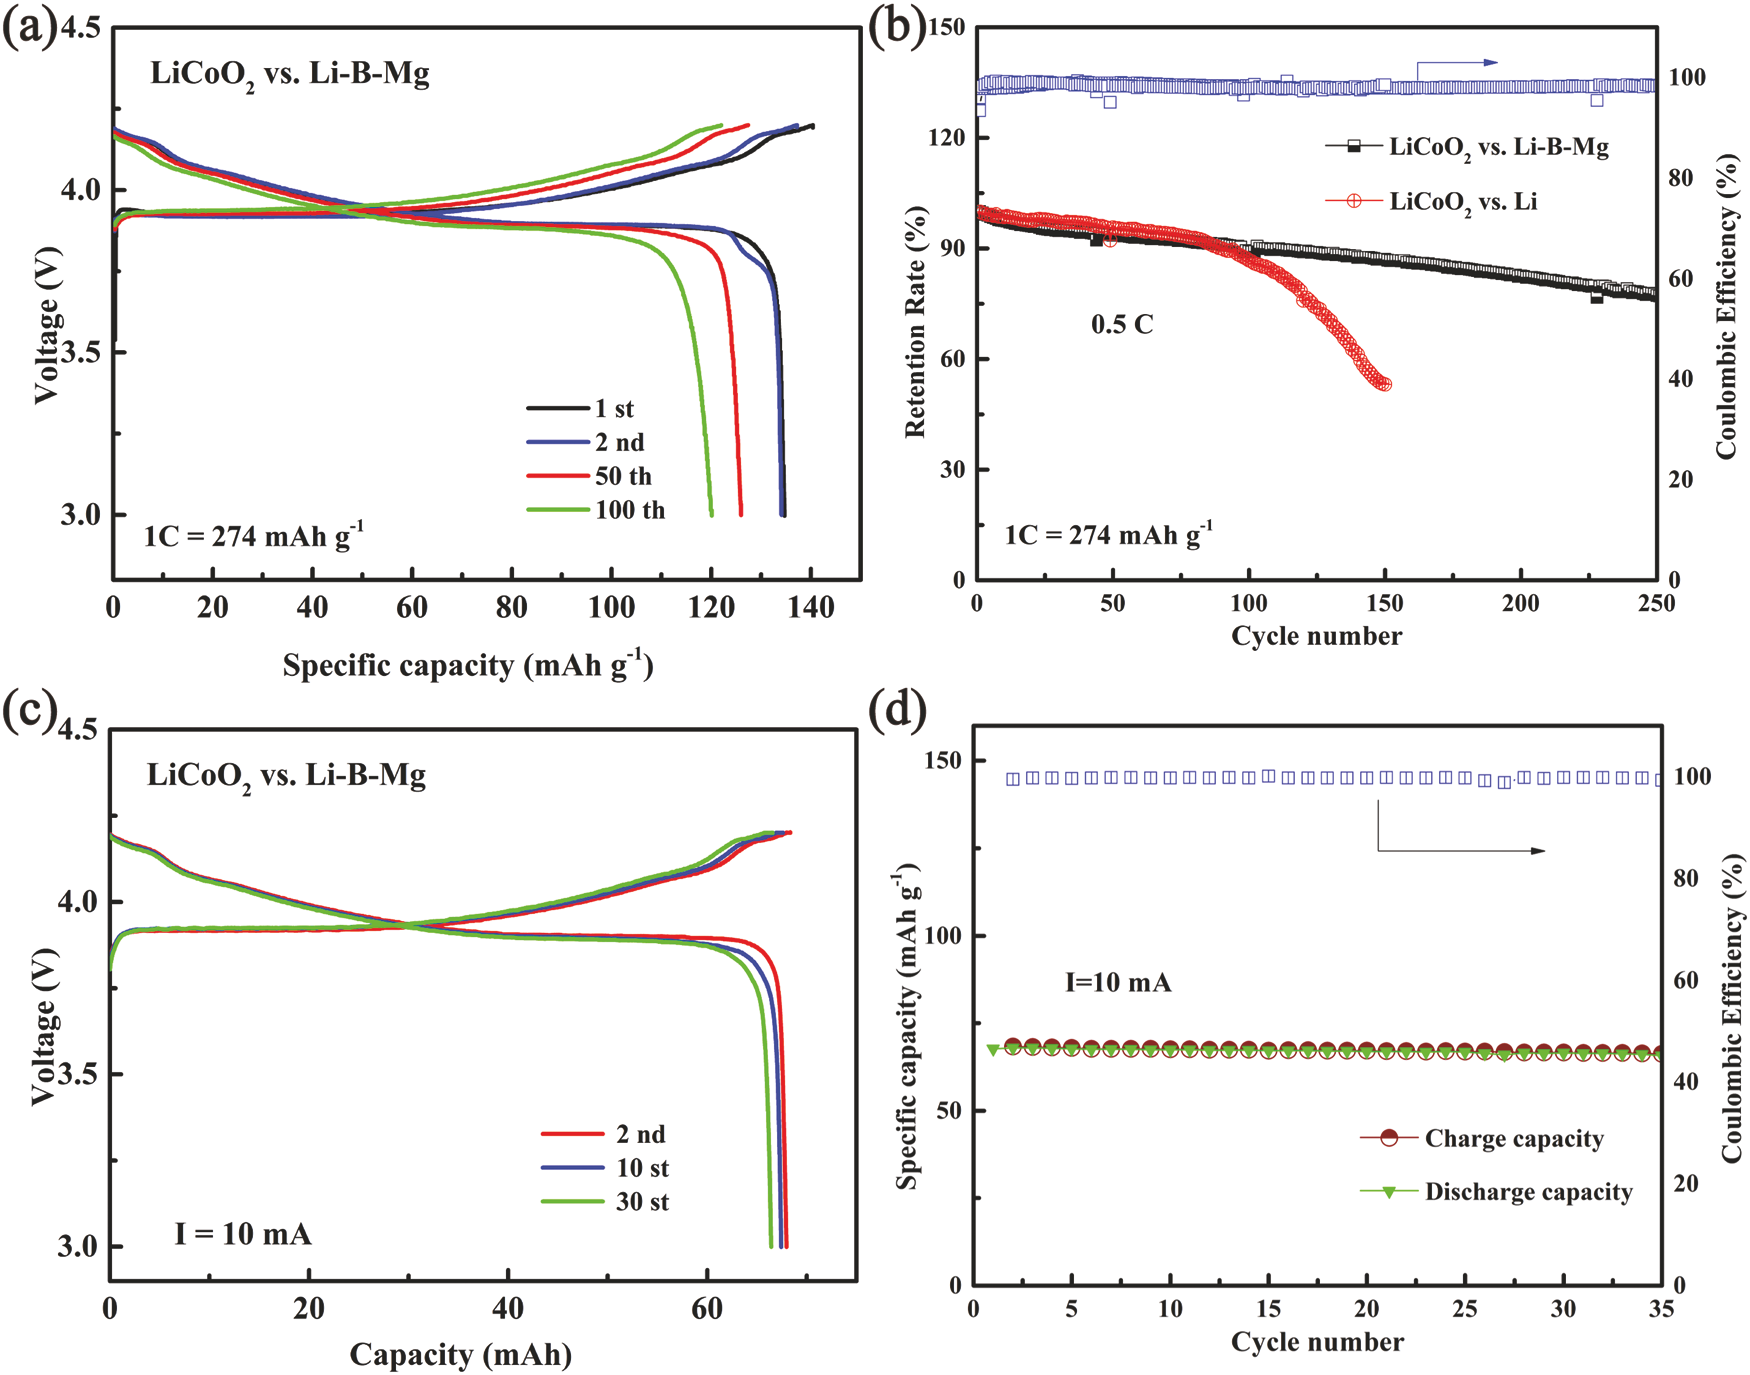 (a)
4.5
4.0
3.5
3.0
Voltage (V)
LiCoO2 vs. Li-B-Mg
1 st
2 nd
50 th
100 th
1C = 274 mAh g-1
0 20 40 60 80 100 120 140
Specific capacity (mAh g-1)
(b)
150
120
90
60
30
0
Retention Rate (%)
LiCoO2 vs. Li-B-Mg
LiCoO2 vs. Li
0.5 C
1C = 274 mAh g-1
100
80
60
40
20
0
Coulombic Efficiency (%)
0 50 100 150 200 250
Cycle number
(c)
4.5
4.0
3.5
3.0
Voltage (V)
LiCoO2 vs. Li-B-Mg
2 nd
10 st
30 st
I = 10 mA
0 20 40 60
Capacity (mAh)
(d)
150
100
50
0
Specific capacity (mAh g-1)
I=10 mA
Charge capacity
Discharge capacity
100
80
60
40
20
0
Coulombic Efficiency (%)
0 5 10 15 20 25 30 35
Cycle number